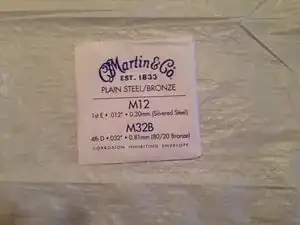 Martin & Co.
EST. 1833
PLAIN STEEL/BRONZE
M12
1st E • .012" • 0.30mm (Silvered Steel)
M32B
4th D • .032" • 0.81mm (80/20 Bronze)
CORROSION INHIBITING ENVELOPE